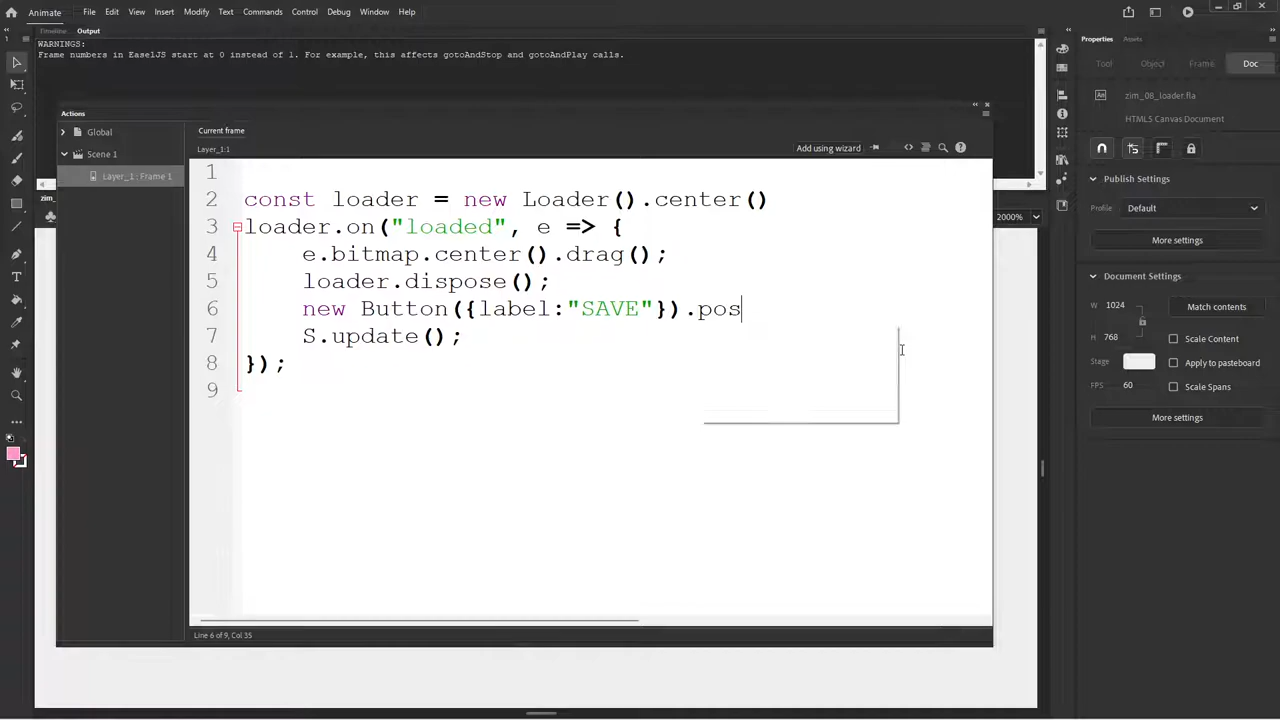 Animate File Edit View Insert Modify Text Commands Control Debug Window Help
Timeline Output
WARNINGS:
Frame numbers in EaselJS start at 0 instead of 1. For example, this affects gotoAndStop and gotoAndPlay calls.
Actions
Global
Scene 1
Layer_1 : Frame 1
Current frame
Layer_1:1
Add using wizard
1
2 const loader = new Loader().center()
3 loader.on("loaded", e => {
4 e.bitmap.center().drag();
5 loader.dispose();
6 new Button({label:"SAVE"}).pos
7 S.update();
8 });
9
Line 6 of 9, Col 35
2000%
Properties Assets
Tool Object Frame Doc
An zim_08_loader.fla
HTML5 Canvas Document
Publish Settings
Profile Default
More settings
Document Settings
W 1024 Match contents
H 768 Scale Content
Stage Apply to pasteboard
FPS 60 Scale Spans
More settings